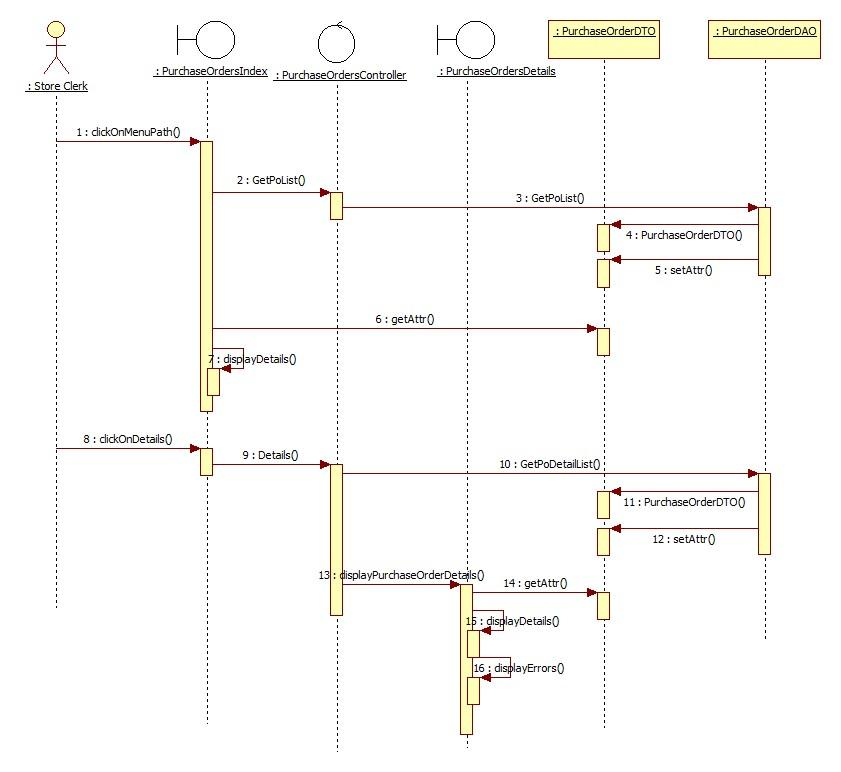 : Store Clerk
: PurchaseOrdersIndex
: PurchaseOrdersController
: PurchaseOrdersDetails
: PurchaseOrderDTO
: PurchaseOrderDAO
1 : clickOnMenuPath()
2 : GetPoList()
3 : GetPoList()
4 : PurchaseOrderDTO()
5 : setAttr()
6 : getAttr()
7 : displayDetails()
8 : clickOnDetails()
9 : Details()
10 : GetPoDetailList()
11 : PurchaseOrderDTO()
12 : setAttr()
13 : displayPurchaseOrderDetails()
14 : getAttr()
15 : displayDetails()
16 : displayErrors()